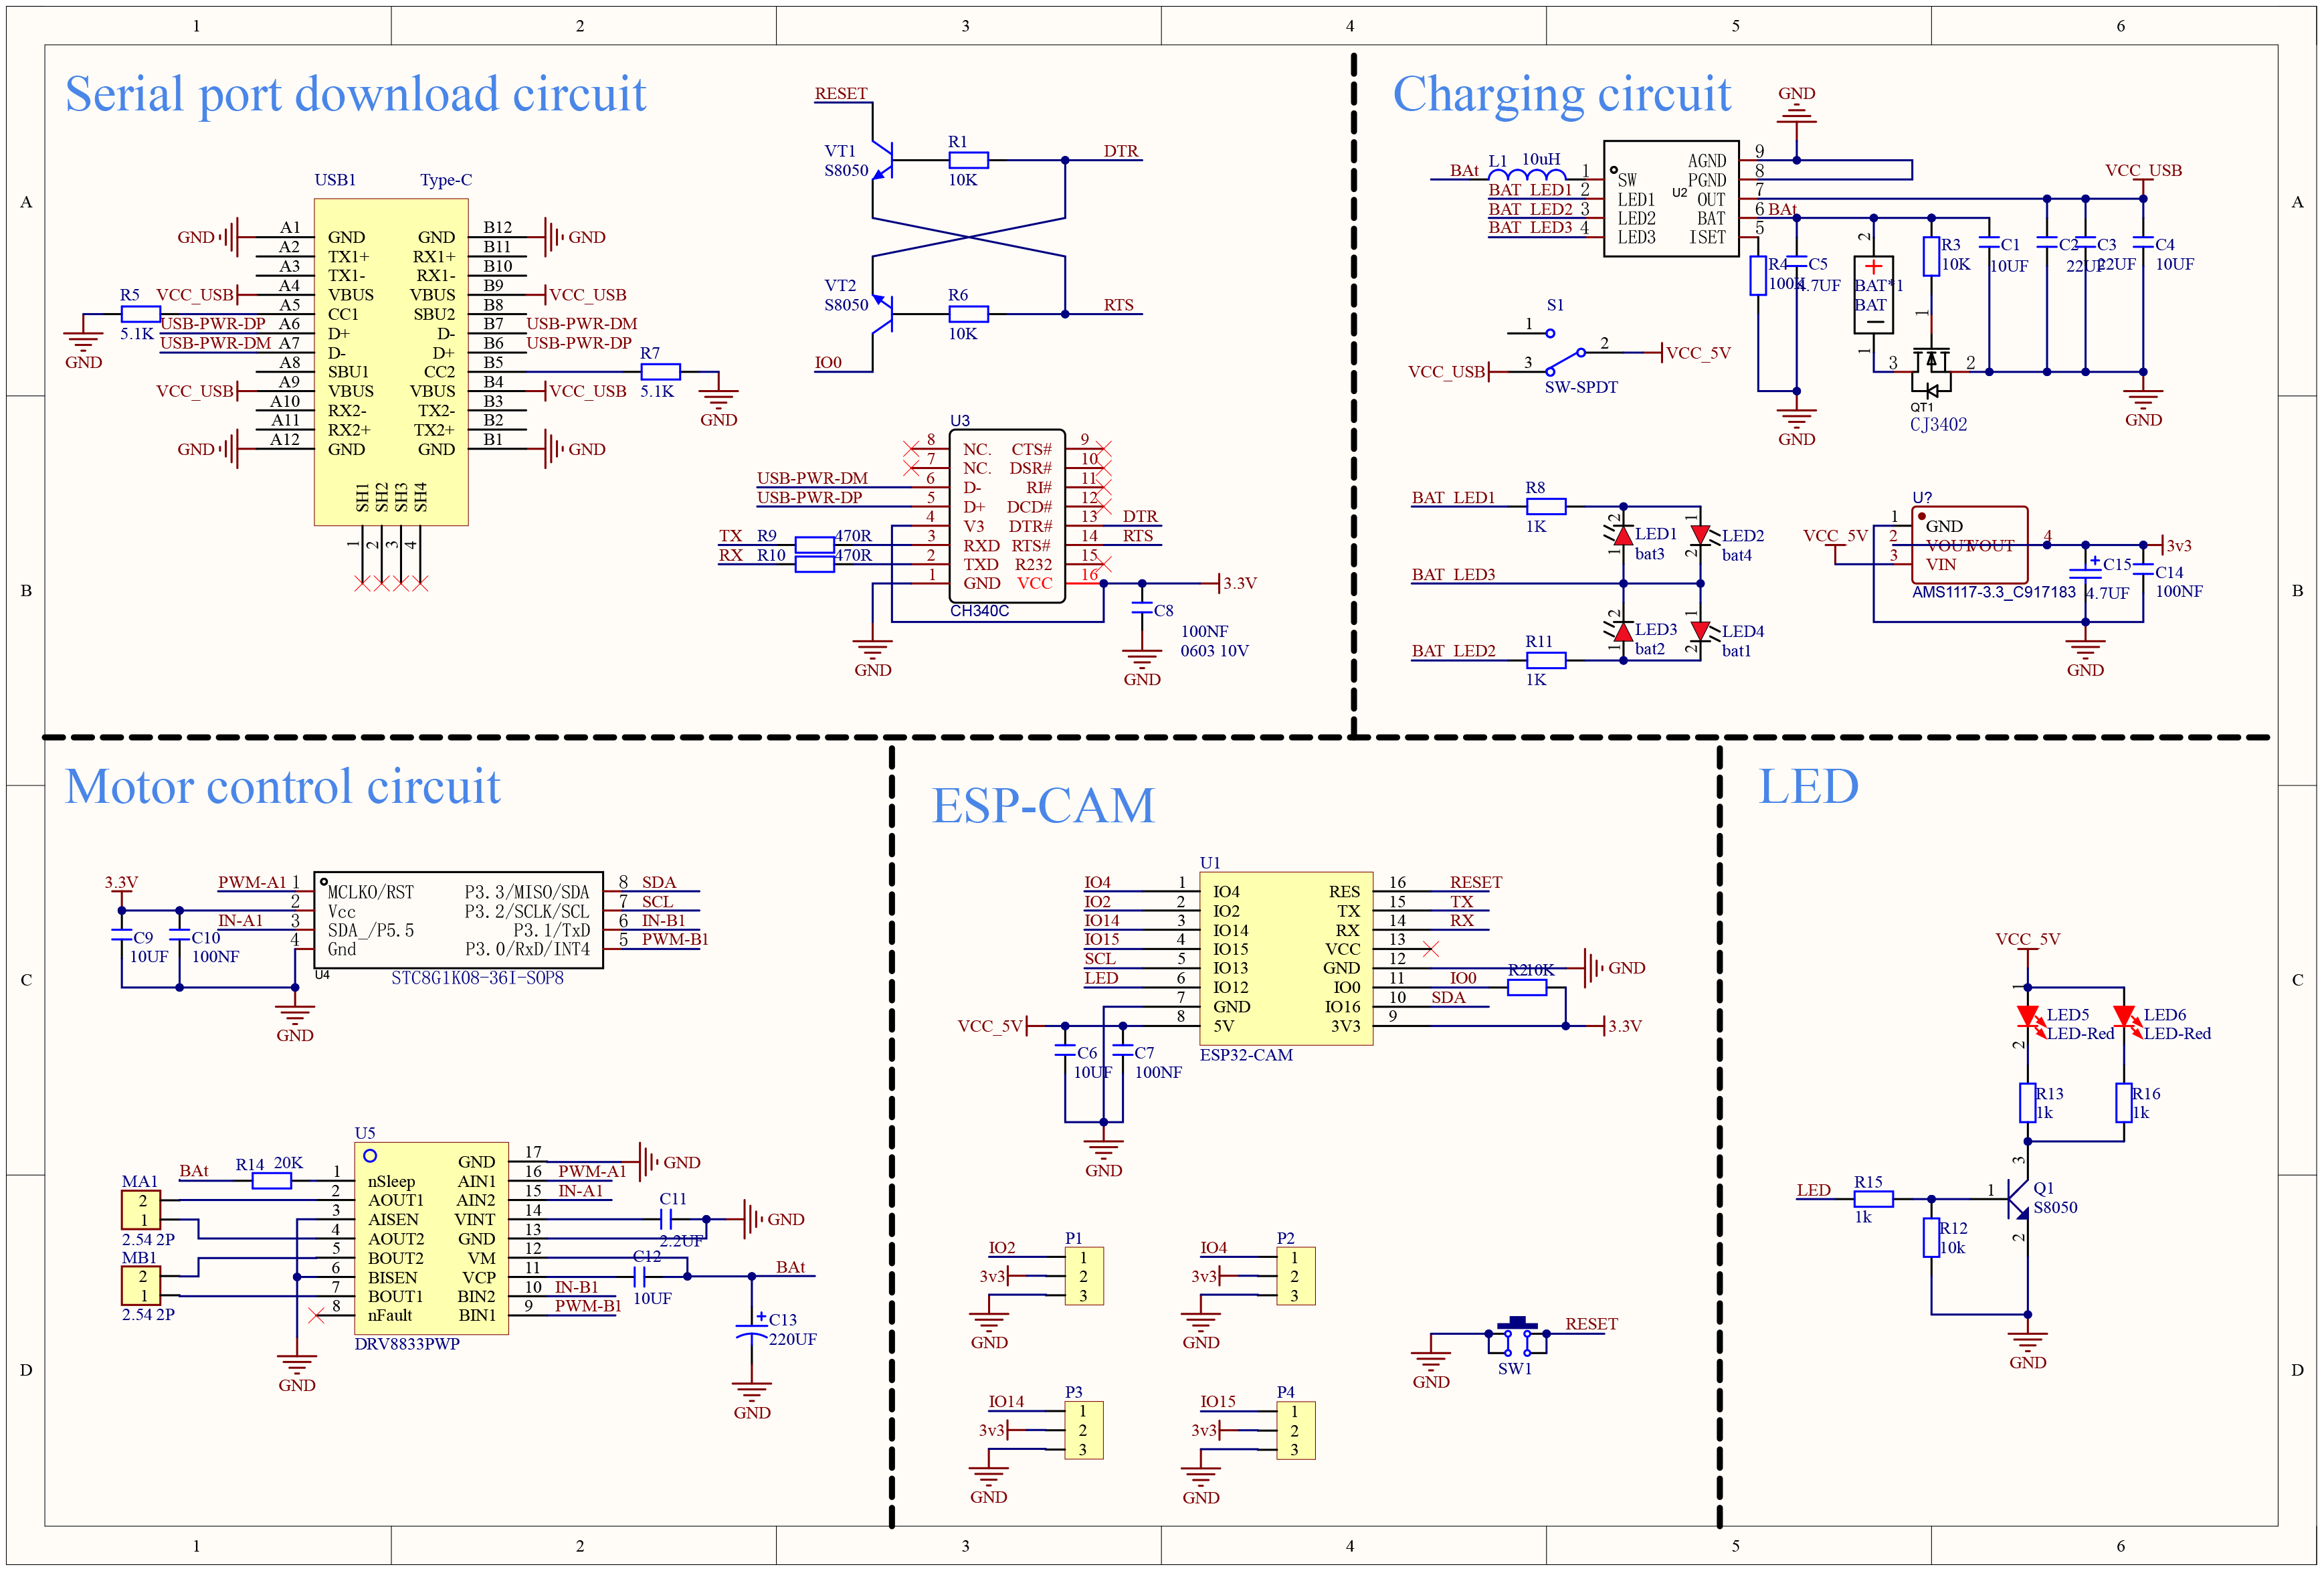 1 2 3 4 5 6
A
B
C
D
A
B
C
D
1 2 3 4 5 6
Serial port download circuit
USB1 Type-C
GND A1 GND GND B12 GND
A2 TX1+ RX1+ B11
A3 TX1- RX1- B10
VCC_USB A4 VBUS VBUS B9 VCC_USB
R5 A5 CC1 SBU2 B8
5.1K
GND
USB-PWR-DP A6 D+ D- B7 USB-PWR-DM
USB-PWR-DM A7 D- D+ B6 USB-PWR-DP
A8 SBU1 CC2 B5 R7
5.1K
GND
VCC_USB A9 VBUS VBUS B4 VCC_USB
A10 RX2- TX2- B3
A11 RX2+ TX2+ B2
GND A12 GND GND B1 GND
SH1 SH2 SH3 SH4
1 2 3 4
RESET
VT1 R1 DTR
S8050 10K
VT2 R6 RTS
S8050 10K
IO0
U3
8 NC. CTS# 9
7 NC. DSR# 10
USB-PWR-DM 6 D- RI# 11
USB-PWR-DP 5 D+ DCD# 12
4 V3 DTR# 13 DTR
TX R9 470R 3 RXD RTS# 14 RTS
RX R10 470R 2 TXD R232 15
1 GND VCC 16 3.3V
CH340C C8
100NF
0603 10V
GND GND
Charging circuit
GND
BAt L1 10uH 1 SW AGND 9
BAT_LED1 2 LED1 PGND 8
U2
BAT_LED2 3 LED2 OUT 7
BAT_LED3 4 LED3 BAT 6 BAt
ISET 5
VCC_USB
R4 C5 2 R3 C1 C2 C3 C4
100K 4.7UF 10K 10UF 22UF 22UF 10UF
BAT*1
BAT
1 1
3 2
QT1
CJ3402
GND GND
S1
1
2 VCC_5V
VCC_USB 3
SW-SPDT
BAT_LED1 R8
1K
2 LED1 1 LED2
1 bat3 2 bat4
BAT_LED3
2 LED3 1 LED4
1 bat2 2 bat1
BAT_LED2 R11
1K
U?
1 GND
VCC_5V 2 VOUT VOUT 4 3v3
3 VIN
AMS1117-3.3_C917183
+ C15 C14
4.7UF 100NF
GND
Motor control circuit
3.3V PWM-A1 1 MCLKO/RST P3.3/MISO/SDA 8 SDA
2 Vcc P3.2/SCLK/SCL 7 SCL
IN-A1 3 SDA_/P5.5 P3.1/TxD 6 IN-B1
4 Gnd P3.0/RxD/INT4 5 PWM-B1
C9 C10
10UF 100NF
U4
STC8G1K08-36I-SOP8
GND
U5
GND 17 GND
BAt R14 20K 1 nSleep AIN1 16 PWM-A1
MA1 2 AOUT1 AIN2 15 IN-A1
2 3 AISEN VINT 14 C11 GND
1 4 AOUT2 GND 13 2.2UF
2.54 2P
MB1 5 BOUT2 VM 12 C12
2 6 BISEN VCP 11 BAt
10UF
1 7 BOUT1 BIN2 10 IN-B1
2.54 2P 8 nFault BIN1 9 PWM-B1
DRV8833PWP
GND
+ C13
220UF
GND
ESP-CAM
U1
IO4 1 IO4 RES 16 RESET
IO2 2 IO2 TX 15 TX
IO14 3 IO14 RX 14 RX
IO15 4 IO15 VCC 13
SCL 5 IO13 GND 12 GND
LED 6 IO12 IO0 11 IO0 R2 10K
7 GND IO16 10 SDA
VCC_5V 8 5V 3V3 9 3.3V
ESP32-CAM
C6 C7
10UF 100NF
GND
P1
IO2 1
3v3 2
3
GND
P2
IO4 1
3v3 2
3
GND
P3
IO14 1
3v3 2
3
GND
P4
IO15 1
3v3 2
3
GND
RESET
SW1
GND
LED
VCC_5V
1
LED5 LED6
LED-Red LED-Red
2
R13 R16
1k 1k
3
LED R15 1 Q1
1k S8050
R12 2
10k
GND